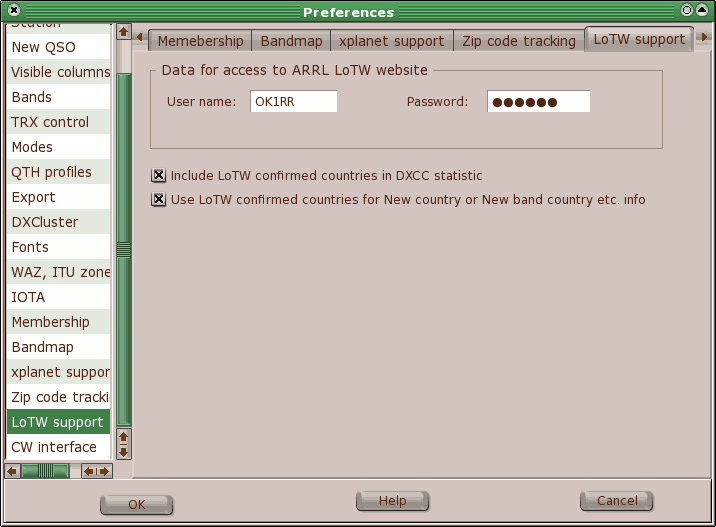 Preferences
Station
New QSO
Visible columns
Bands
TRX control
Modes
QTH profiles
Export
DXCluster
Fonts
WAZ, ITU zone
IOTA
Membership
Bandmap
xplanet suppor
Zip code tracki
LoTW support
CW interface
Memebership Bandmap xplanet support Zip code tracking LoTW support
Data for access to ARRL LoTW website
User name: OK1RR Password: ●●●●●●
Include LoTW confirmed countries in DXCC statistic
Use LoTW confirmed countries for New country or New band country etc. info
OK Help Cancel